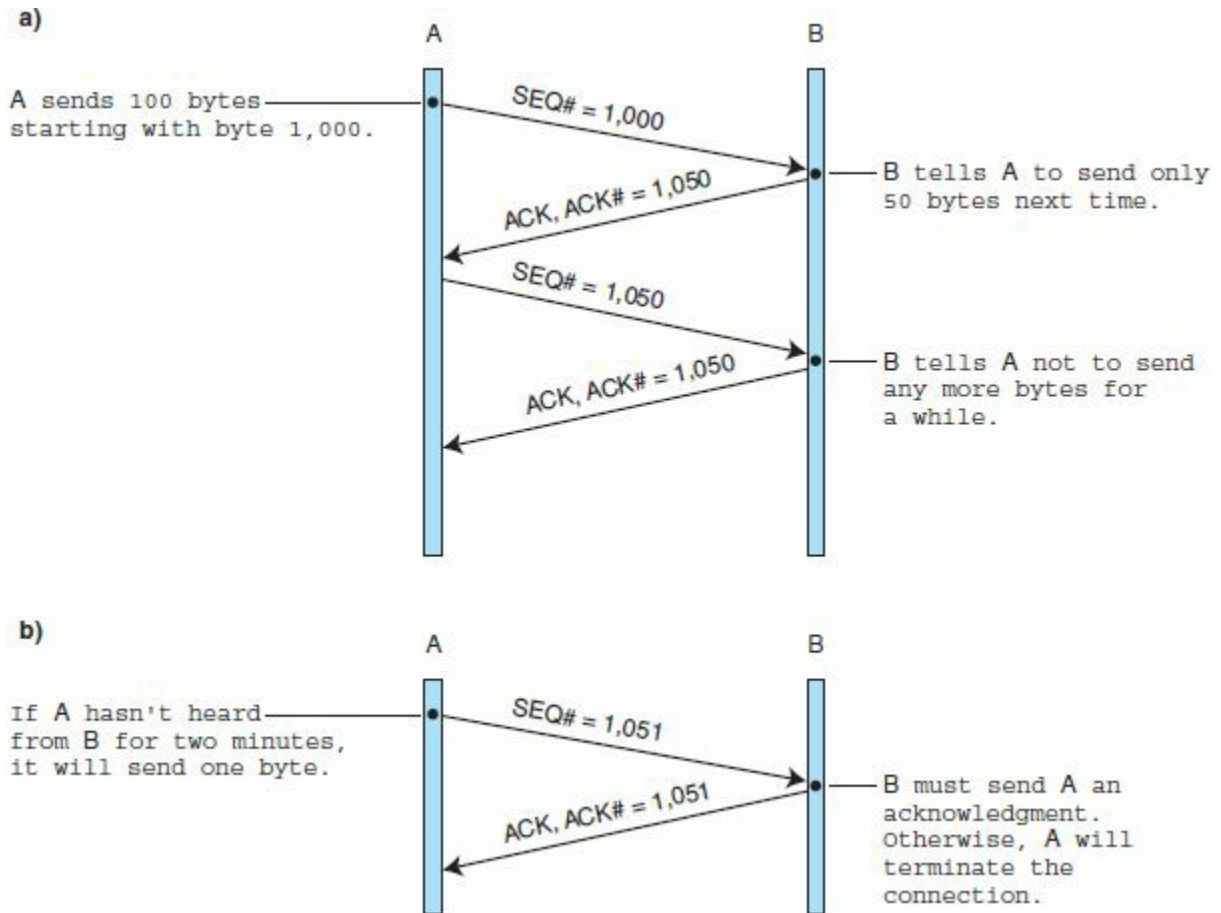 a)
A
B
A sends 100 bytes
starting with byte 1,000.
SEQ# = 1,000
B tells A to send only
50 bytes next time.
ACK, ACK# = 1,050
SEQ# = 1,050
B tells A not to send
any more bytes for
a while.
ACK, ACK# = 1,050
b)
A
B
If A hasn't heard
from B for two minutes,
it will send one byte.
SEQ# = 1,051
B must send A an
acknowledgment.
Otherwise, A will
terminate the
connection.
ACK, ACK# = 1,051